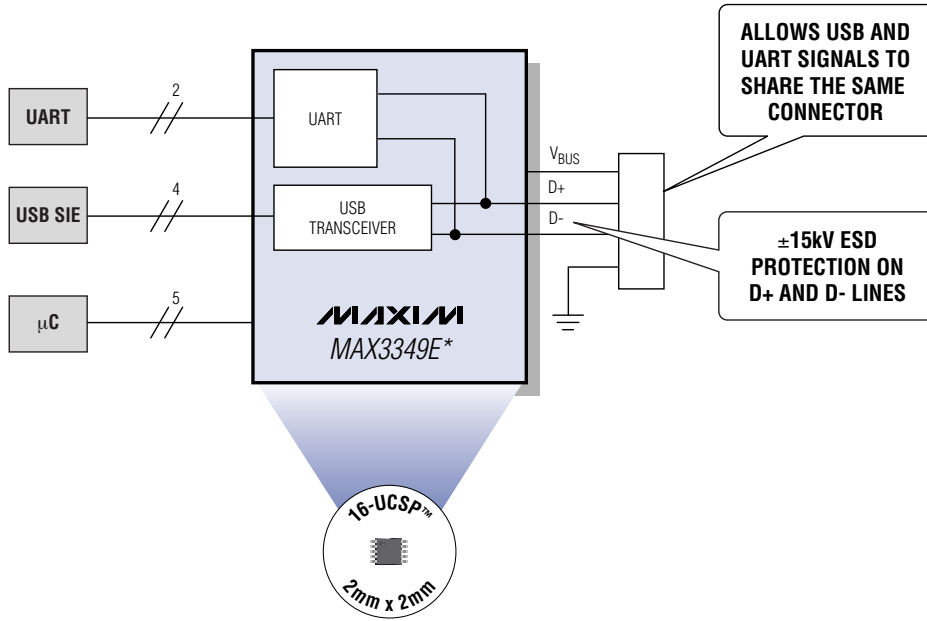 ALLOWS USB AND
UART SIGNALS TO
SHARE THE SAME
CONNECTOR
UART
2
UART
VBUS
D+
D-
USB SIE
4
USB
TRANSCEIVER
±15kV ESD
PROTECTION ON
D+ AND D- LINES
µC
5
MAXIM
MAX3349E*
16-UCSP™
2mm x 2mm